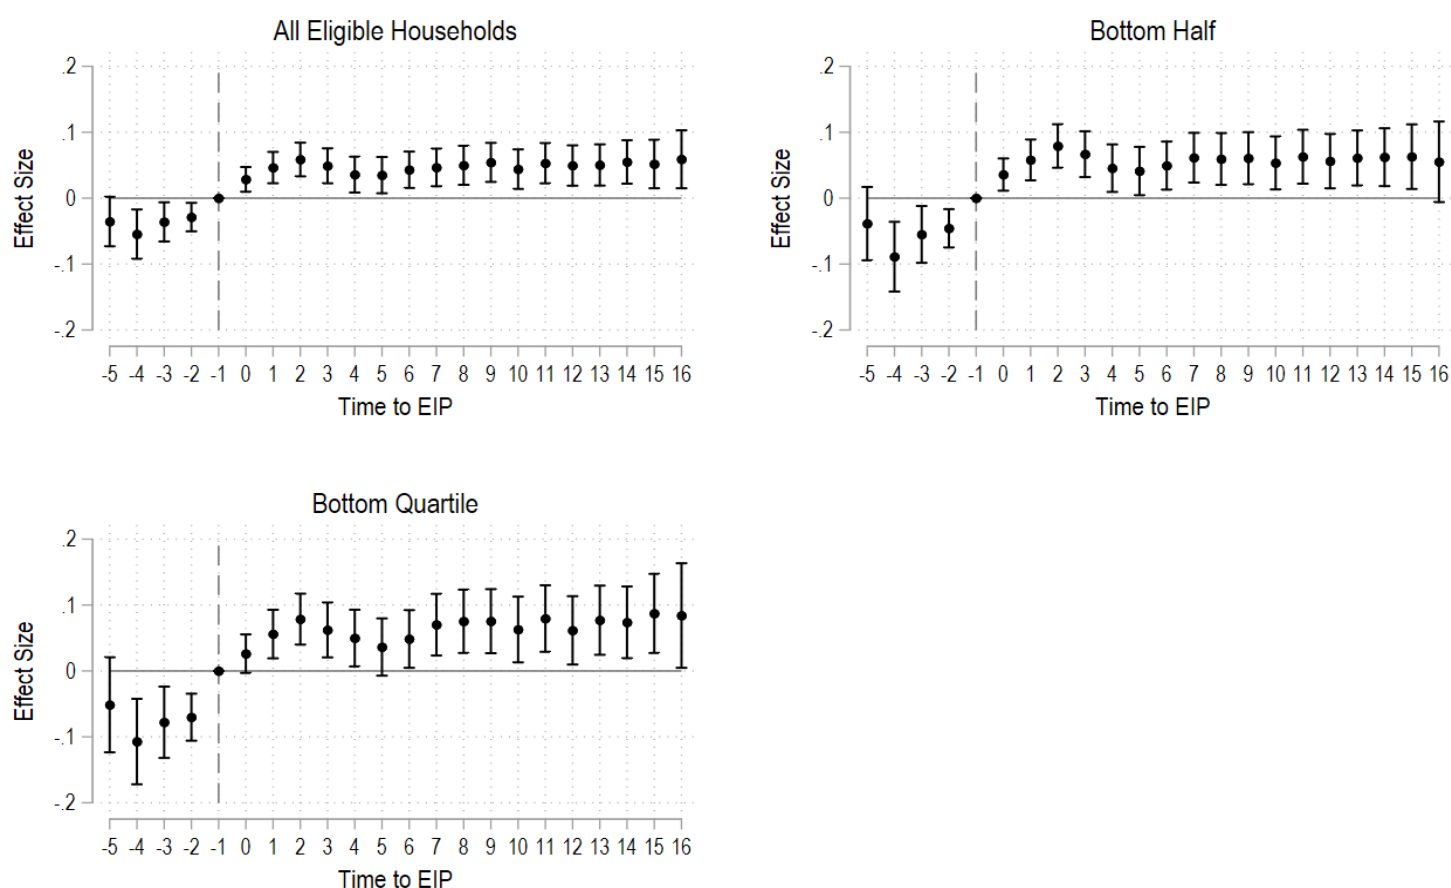 All Eligible Households
.2
.1
0
-.1
-.2
Effect Size
-5 -4 -3 -2 -1 0 1 2 3 4 5 6 7 8 9 10 11 12 13 14 15 16
Time to EIP
Bottom Half
.2
.1
0
-.1
-.2
Effect Size
-5 -4 -3 -2 -1 0 1 2 3 4 5 6 7 8 9 10 11 12 13 14 15 16
Time to EIP
Bottom Quartile
.2
.1
0
-.1
-.2
Effect Size
-5 -4 -3 -2 -1 0 1 2 3 4 5 6 7 8 9 10 11 12 13 14 15 16
Time to EIP